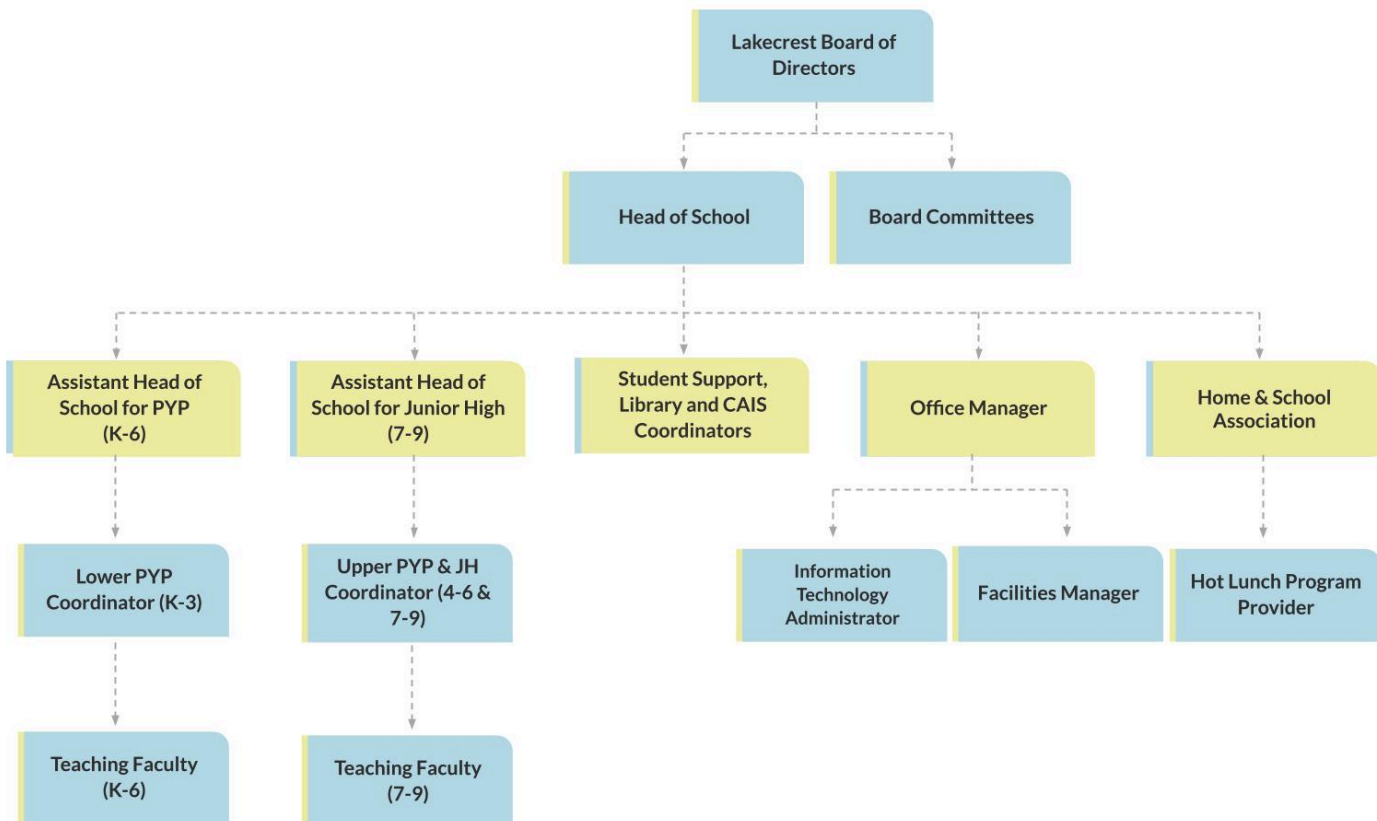 Lakecrest Board of
Directors
Head of School
Board Committees
Assistant Head of
School for PYP
(K-6)
Assistant Head of
School for Junior High
(7-9)
Student Support,
Library and CAIS
Coordinators
Office Manager
Home & School
Association
Lower PYP
Coordinator (K-3)
Upper PYP & JH
Coordinator (4-6 &
7-9)
Information
Technology
Administrator
Facilities Manager
Hot Lunch Program
Provider
Teaching Faculty
(K-6)
Teaching Faculty
(7-9)